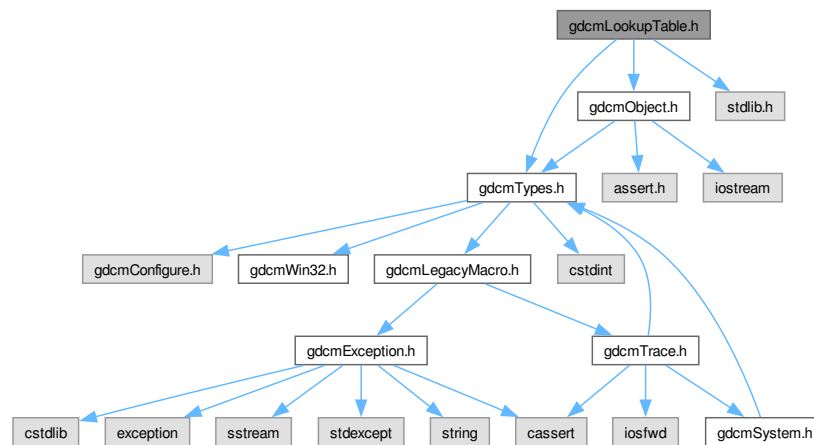 gdcmLookupTable.h
gdcmObject.h
stdlib.h
gdcmTypes.h
assert.h
iostream
gdcmConfigure.h
gdcmWin32.h
gdcmLegacyMacro.h
cstdint
gdcmException.h
gdcmTrace.h
cstdlib
exception
sstream
stdexcept
string
cassert
iosfwd
gdcmSystem.h